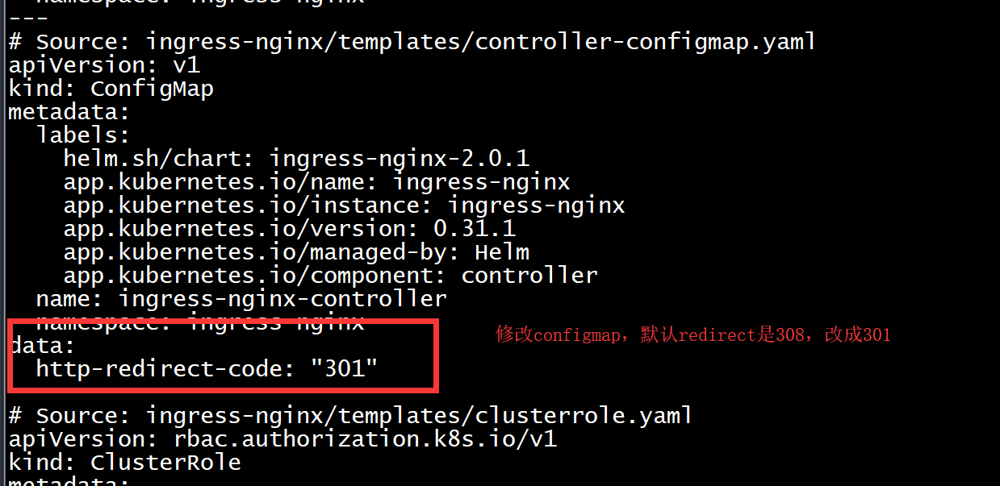 namespace: ingress-nginx
---
# Source: ingress-nginx/templates/controller-configmap.yaml
apiVersion: v1
kind: ConfigMap
metadata:
  labels:
    helm.sh/chart: ingress-nginx-2.0.1
    app.kubernetes.io/name: ingress-nginx
    app.kubernetes.io/instance: ingress-nginx
    app.kubernetes.io/version: 0.31.1
    app.kubernetes.io/managed-by: Helm
    app.kubernetes.io/component: controller
  name: ingress-nginx-controller
  namespace: ingress-nginx
修改configmap，默认redirect是308，改成301
data:
  http-redirect-code: "301"
# Source: ingress-nginx/templates/clusterrole.yaml
apiVersion: rbac.authorization.k8s.io/v1
kind: ClusterRole
metadata: